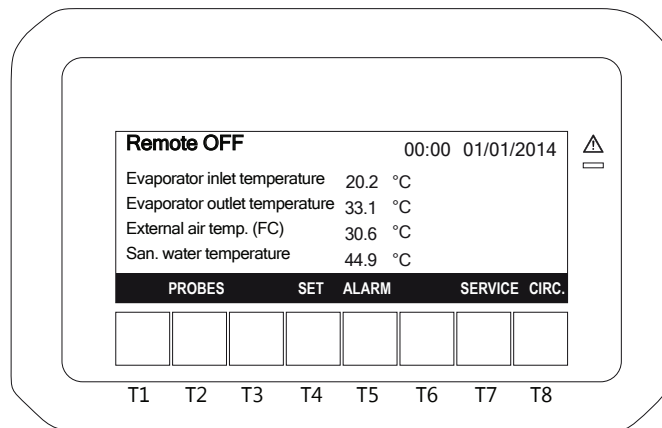 Remote OFF 00:00 01/01/2014
Evaporator inlet temperature 20.2 °C
Evaporator outlet temperature 33.1 °C
External air temp. (FC) 30.6 °C
San. water temperature 44.9 °C
PROBES SET ALARM SERVICE CIRC.
T1 T2 T3 T4 T5 T6 T7 T8